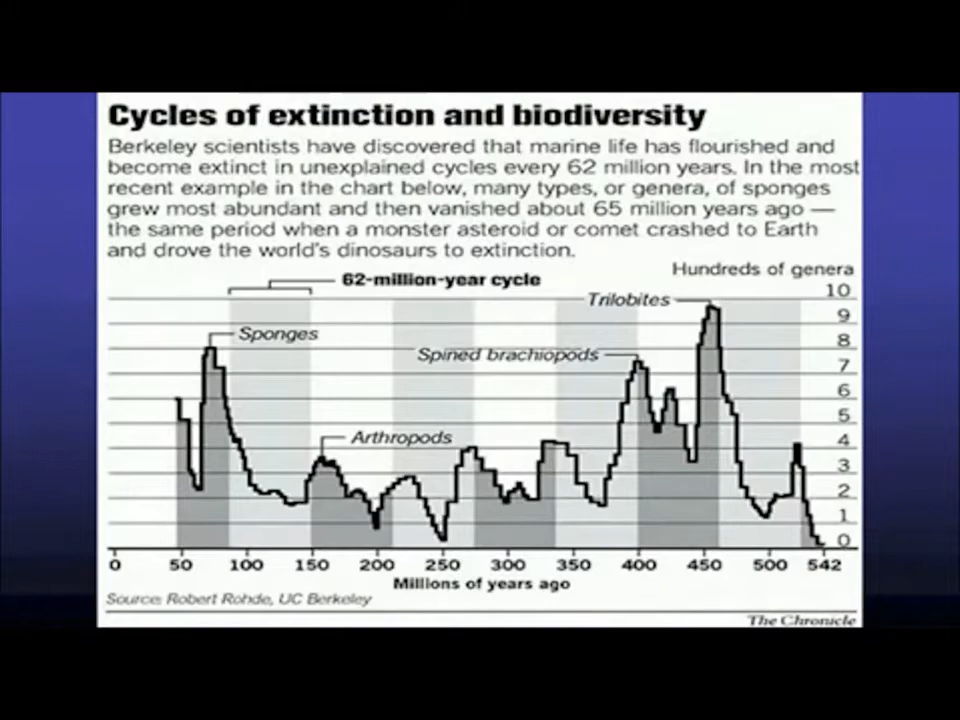 Cycles of extinction and biodiversity
Berkeley scientists have discovered that marine life has flourished and
become extinct in unexplained cycles every 62 million years. In the most
recent example in the chart below, many types, or genera, of sponges
grew most abundant and then vanished about 65 million years ago —
the same period when a monster asteroid or comet crashed to Earth
and drove the world's dinosaurs to extinction.
Hundreds of genera
62-million-year cycle
10
Trilobites
9
Sponges
8
Spined brachiopods
7
6
5
Arthropods
4
3
2
1
0
0 50 100 150 200 250 300 350 400 450 500 542
Millions of years ago
Source: Robert Rohde, UC Berkeley
The Chronicle